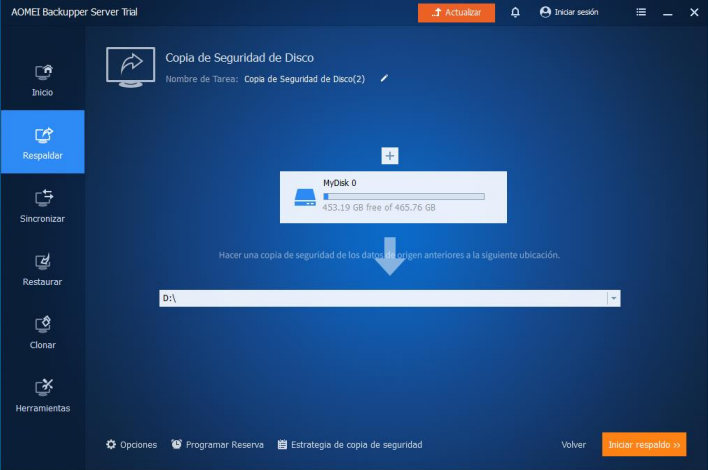 AOMEI Backupper Server Trial
Actualizar
Iniciar sesión
Inicio
Respaldar
Sincronizar
Restaurar
Clonar
Herramientas
Copia de Seguridad de Disco
Nombre de Tarea: Copia de Seguridad de Disco(2)
MyDisk 0
453.19 GB free of 465.76 GB
Hacer una copia de seguridad de los datos de origen anteriores a la siguiente ubicación.
D:\
Opciones
Programar Reserva
Estrategia de copia de seguridad
Volver
Iniciar respaldo >>